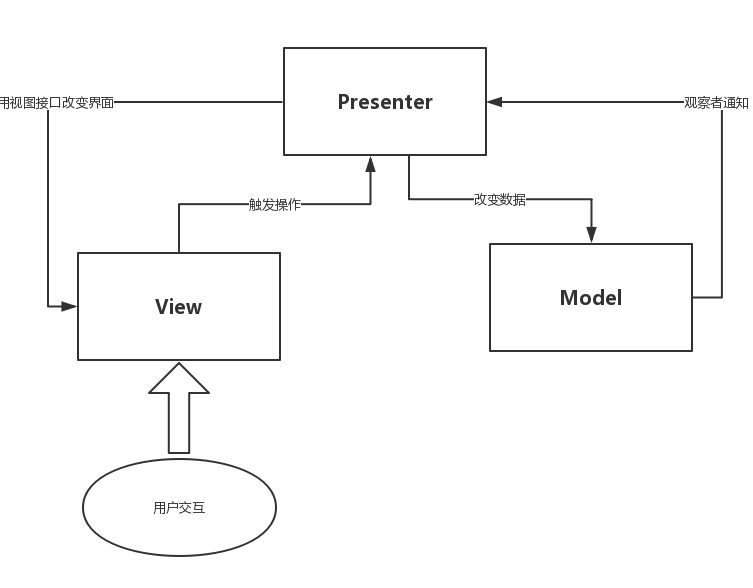 Presenter
用视图接口改变界面
观察者通知
触发操作
改变数据
View
Model
用户交互